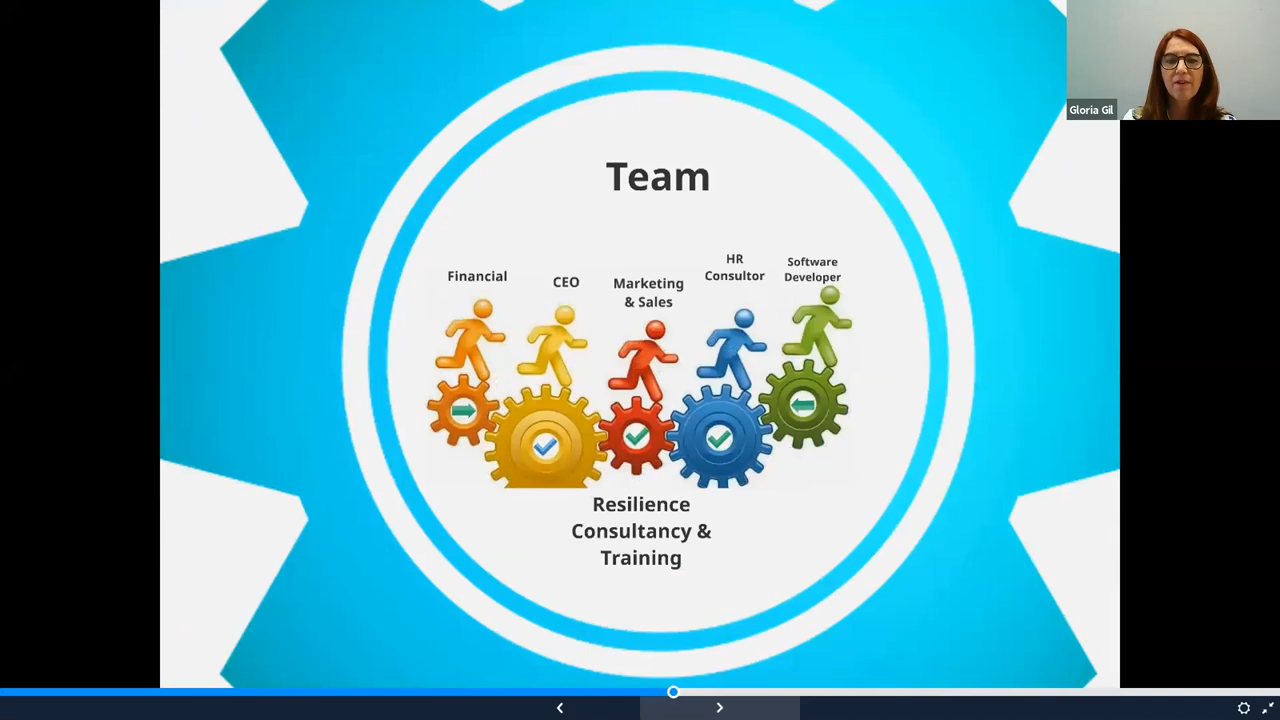 Gloria Gil
Team
Financial
CEO
Marketing
& Sales
HR
Consultor
Software
Developer
Resilience
Consultancy &
Training